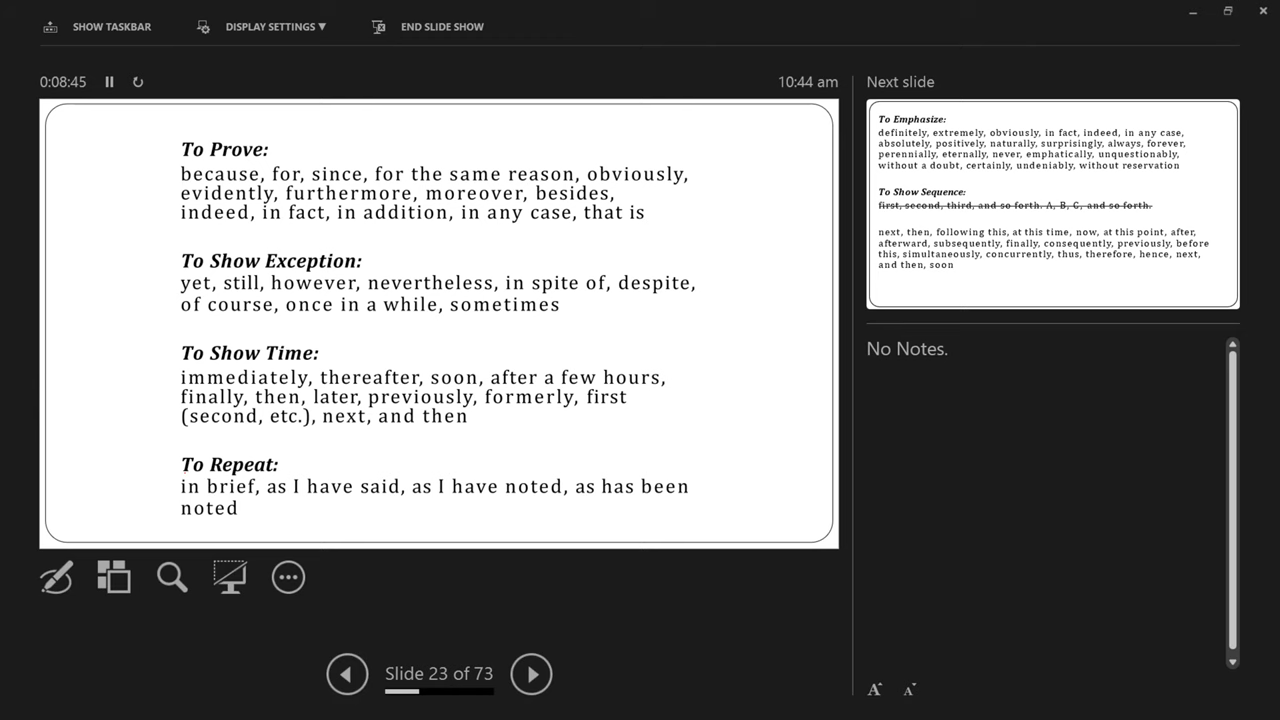 SHOW TASKBAR
DISPLAY SETTINGS ▼
END SLIDE SHOW
0:08:45
10:44 am
To Prove:
because, for, since, for the same reason, obviously,
evidently, furthermore, moreover, besides,
indeed, in fact, in addition, in any case, that is
To Show Exception:
yet, still, however, nevertheless, in spite of, despite,
of course, once in a while, sometimes
To Show Time:
immediately, thereafter, soon, after a few hours,
finally, then, later, previously, formerly, first
(second, etc.), next, and then
To Repeat:
in brief, as I have said, as I have noted, as has been
noted
Slide 23 of 73
Next slide
To Emphasize:
definitely, extremely, obviously, in fact, indeed, in any case,
absolutely, positively, naturally, surprisingly, always, forever,
perennially, eternally, never, emphatically, unquestionably,
without a doubt, certainly, undeniably, without reservation
To Show Sequence:
first, second, third, and so forth. A, B, C, and so forth.
next, then, following this, at this time, now, at this point, after,
afterward, subsequently, finally, consequently, previously, before
this, simultaneously, concurrently, thus, therefore, hence, next,
and then, soon
No Notes.
A A